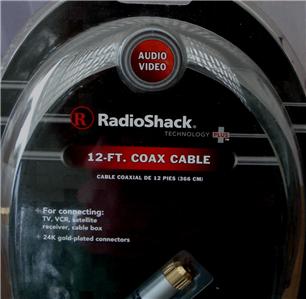 AUDIO
VIDEO
R RadioShack®
TECHNOLOGY PLUS+™
12-FT. COAX CABLE
CABLE COAXIAL DE 12 PIES (366 CM)
+ For connecting:
TV, VCR, satellite
receiver, cable box
+ 24K gold-plated connectors